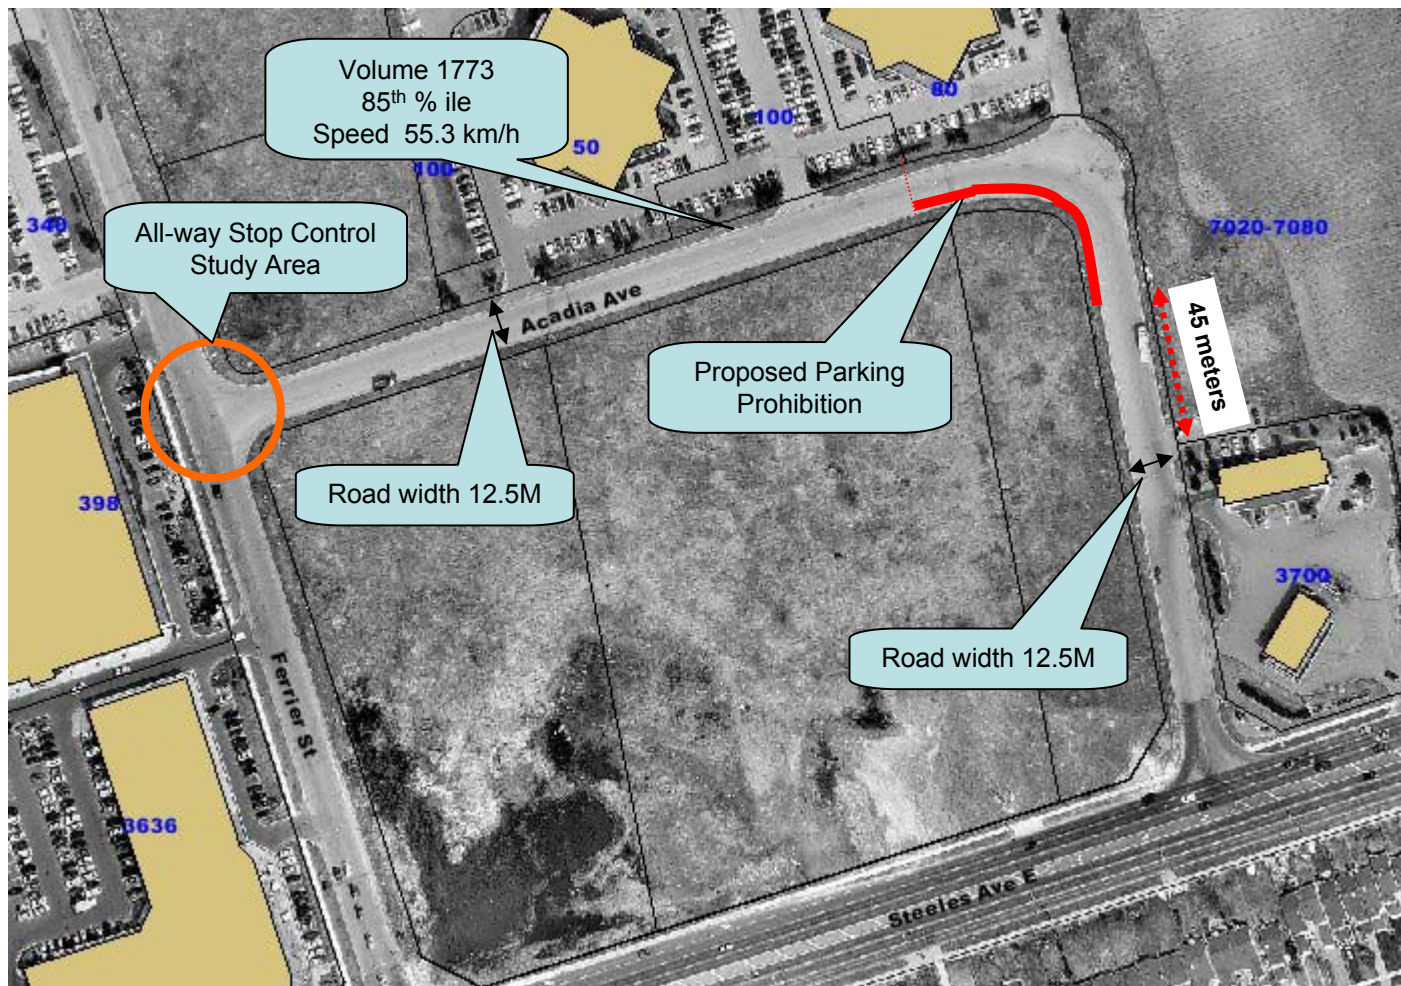 Volume 1773
85th % ile
Speed 55.3 km/h
80
100
50
100
340
All-way Stop Control
Study Area
7020-7080
Acadia Ave
45 meters
Proposed Parking
Prohibition
Road width 12.5M
398
3700
Road width 12.5M
Ferrier St
3636
Steeles Ave E